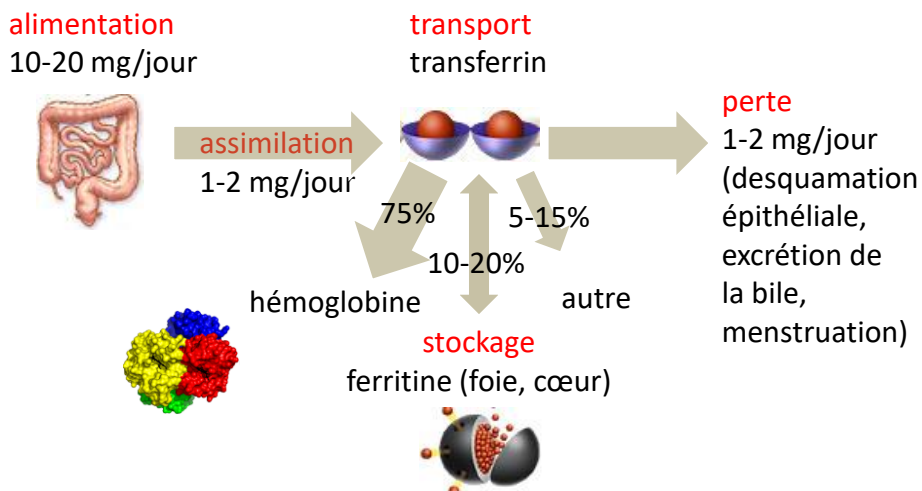 alimentation
10-20 mg/jour
transport
transferrin
assimilation
1-2 mg/jour
perte
1-2 mg/jour
(desquamation
épithéliale,
excrétion de
la bile,
menstruation)
75%
10-20%
5-15%
hémoglobine
autre
stockage
ferritine (foie, cœur)